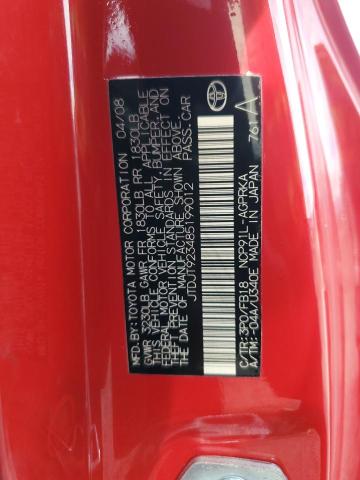 MFD.BY:TOYOTA MOTOR CORPORATION 04/08
GVWR 3230LB GAWR 1830LB RR 1830LB
THIS VEHICLE CONFORMS TO ALL APPLICABLE
FEDERAL MOTOR VEHICLE SAFETY, BUMPER, AND
THEFT PREVENTION STANDARDS IN EFFECT ON
THE DATE OF MANUFACTURE SHOWN ABOVE.
JTDJT923485199012 PASS.CAR
C/TR:3P0/FB18 NCP91L-AGPRKA
A/TM:-04A/U340E MADE IN JAPAN
761
A